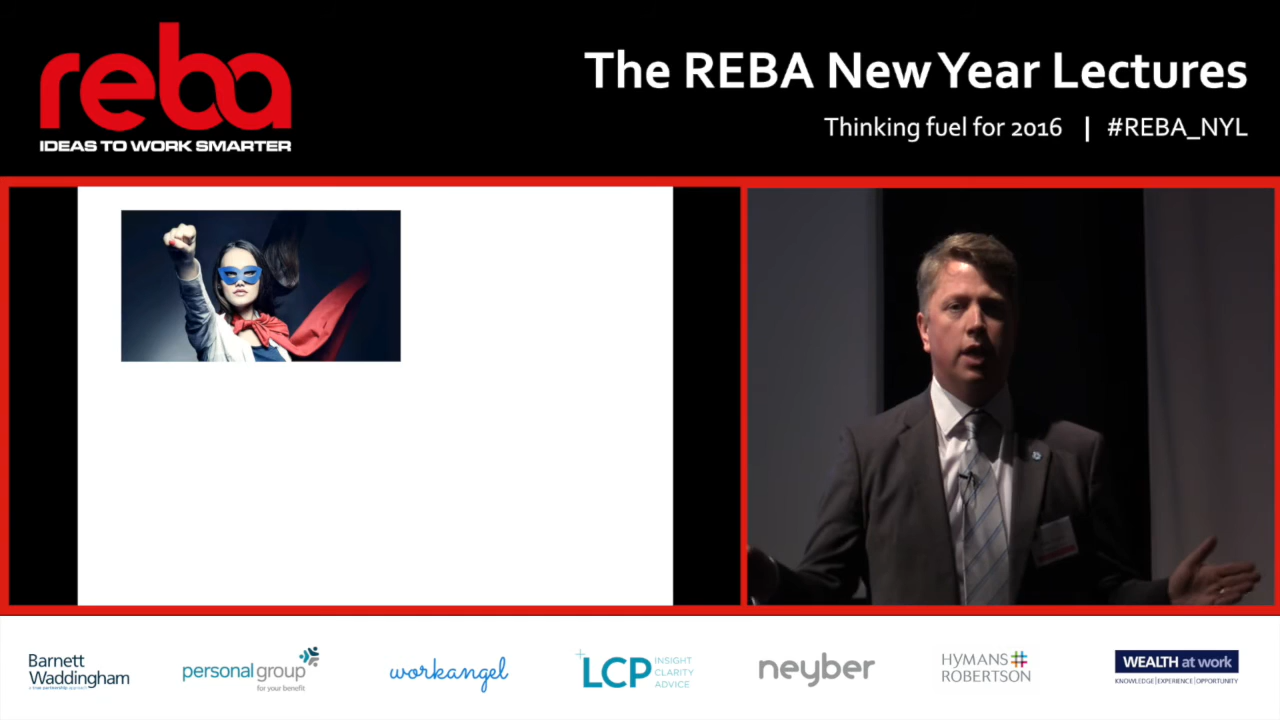 reba
IDEAS TO WORK SMARTER
The REBA New Year Lectures
Thinking fuel for 2016 | #REBA_NYL
Barnett
Waddingham
personal group
for your benefit
workangel
LCP
INSIGHT
CLARITY
ADVICE
neyber
HYMANS
ROBERTSON
WEALTH at work
KNOWLEDGE|EXPERIENCE|OPPORTUNITY